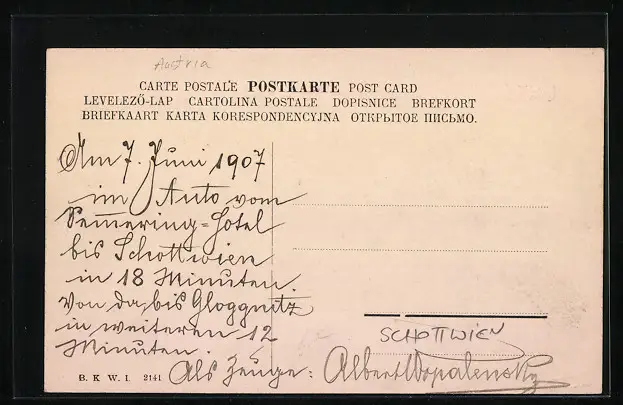 Austria
CARTE POSTALE POSTKARTE POST CARD
LEVELEZŐ-LAP CARTOLINA POSTALE DOPISNICE BREFKORT
BRIEFKAART KARTA KORESPONDENCYJNA ОТКРЫТОЕ ПИСЬМО.
Am 7. Juni 1907
im Auto vom
Semmering=Hotel
bis Schottwien
in 18 Minuten.
Von da bis Gloggnitz
in weiteren 12
Minuten.
SCHOTTWIEN
Als Zeuge: Albert Wopalensky
B. K. W. I. 2141